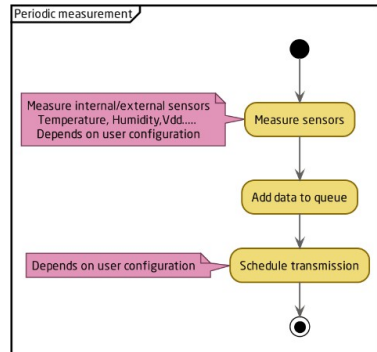 Periodic measurement
Measure internal/external sensors
Temperature, Humidity,Vdd.....
Depends on user configuration
Measure sensors
Add data to queue
Depends on user configuration
Schedule transmission